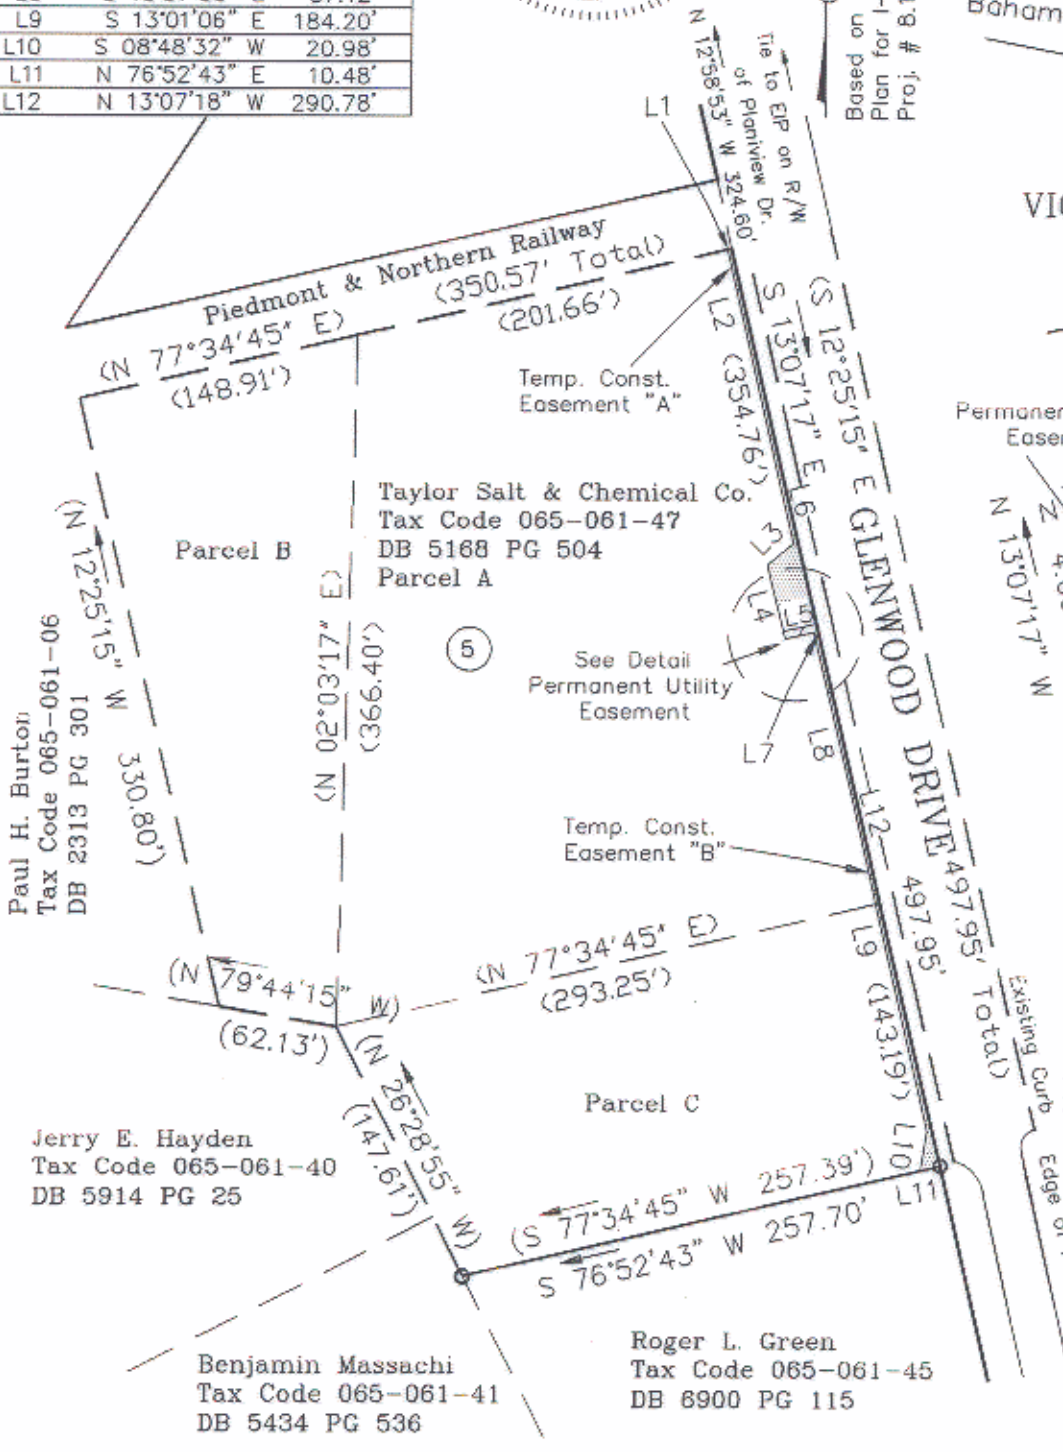 L9 S 13°01'06" E 184.20'
L10 S 08°48'32" W 20.98'
L11 N 76°52'43" E 10.48'
L12 N 13°07'18" W 290.78'
N 12°58'53" W 324.60'
Tie to EIP on R/W
of Planiview Dr.
Based on
Plan for I-
Proj. # 8.1
Baham
L1
Piedmont & Northern Railway
(350.57' Total)
(N 77°34'45" E)
(201.66')
(148.91')
L2 (354.76')
S 13°07'17" E
(S 12°25'15" E
497.95' Total)
GLENWOOD DRIVE
Temp. Const.
Easement "A"
Permanen
Easem
N 13°07'17" W
Taylor Salt & Chemical Co.
Tax Code 065-061-47
DB 5168 PG 504
Parcel A
Parcel B
L6
L3
L4
L5
5
(N 12°25'15" W 330.80')
(N 02°03'17" E)
(366.40')
See Detail
Permanent Utility
Easement
L7
L8
Paul H. Burton
Tax Code 065-061-06
DB 2313 PG 301
L12
497.95'
Temp. Const.
Easement "B"
(N 77°34'45" E)
(293.25')
L9 (143.19')
L10
(N 79°44'15" W)
(62.13')
Existing Curb
(N 26°28'55" W)
(147.61')
Parcel C
Edge of
Jerry E. Hayden
Tax Code 065-061-40
DB 5914 PG 25
(S 77°34'45" W 257.39')
S 76°52'43" W 257.70'
L11
Benjamin Massachi
Tax Code 065-061-41
DB 5434 PG 536
Roger L. Green
Tax Code 065-061-45
DB 6900 PG 115